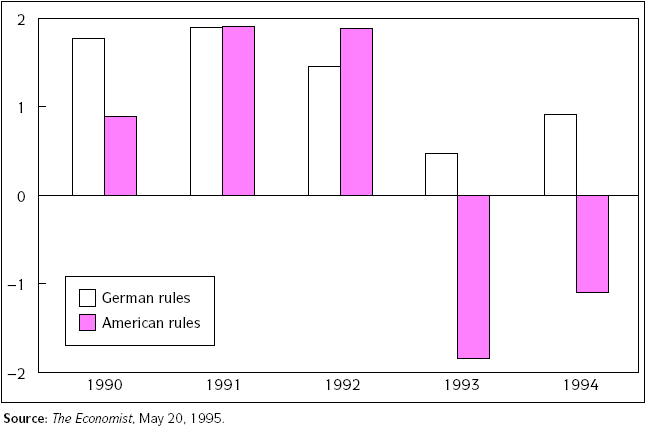 2
1
0
−1
−2
German rules
American rules
1990 1991 1992 1993 1994
Source: The Economist, May 20, 1995.